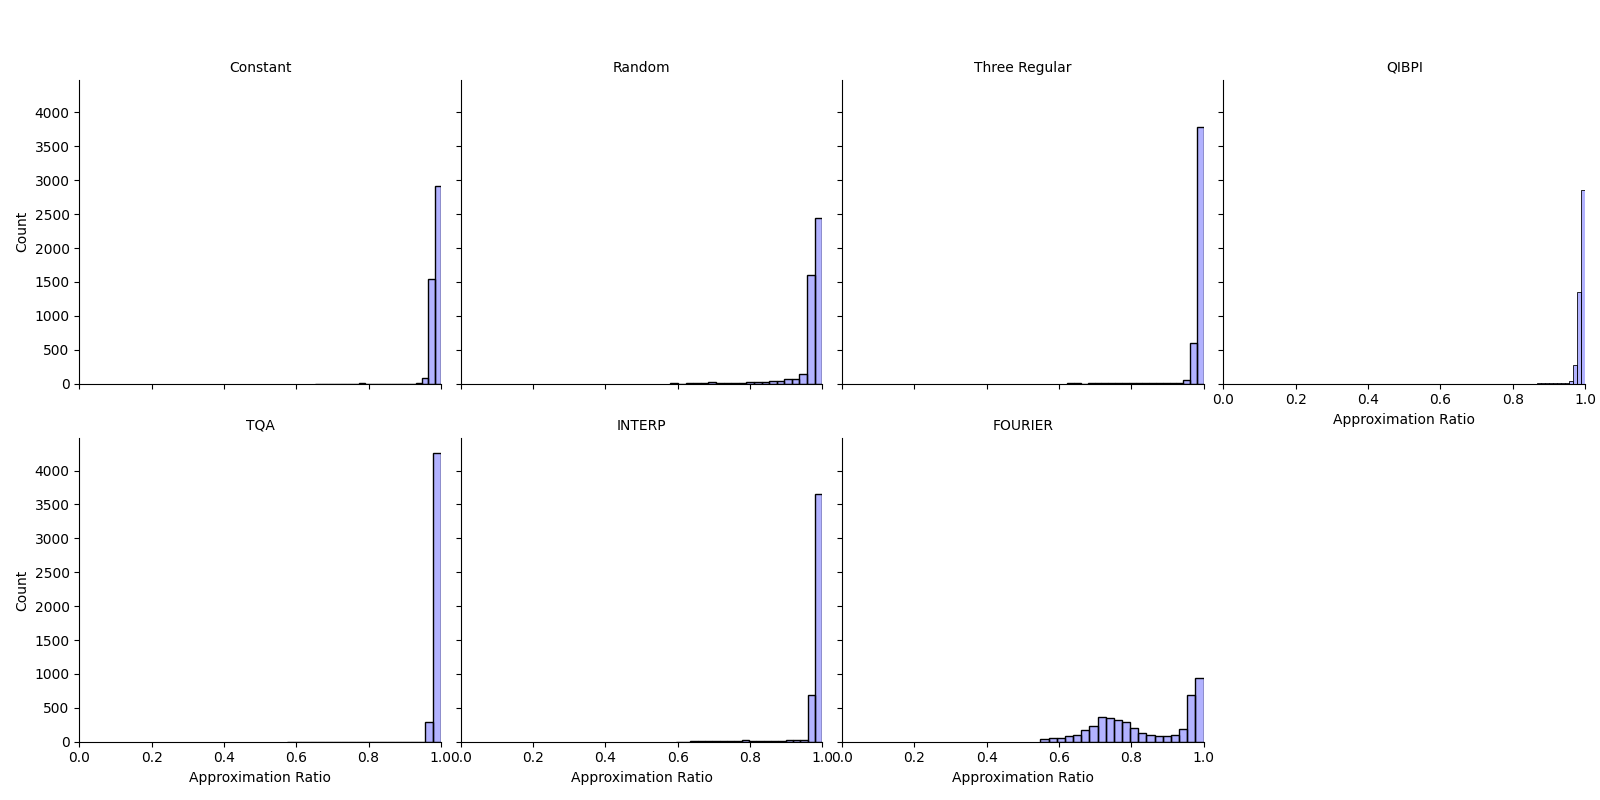 Constant Random Three Regular QIBPI
4000
3500
3000
2500
2000
1500
1000
500
0
Count
0.0 0.2 0.4 0.6 0.8 1.0
Approximation Ratio
TQA INTERP FOURIER
4000
3500
3000
2500
2000
1500
1000
500
0
Count
0.0 0.2 0.4 0.6 0.8 1.0 0.0 0.2 0.4 0.6 0.8 1.0 0.0 0.2 0.4 0.6 0.8 1.0
Approximation Ratio Approximation Ratio Approximation Ratio